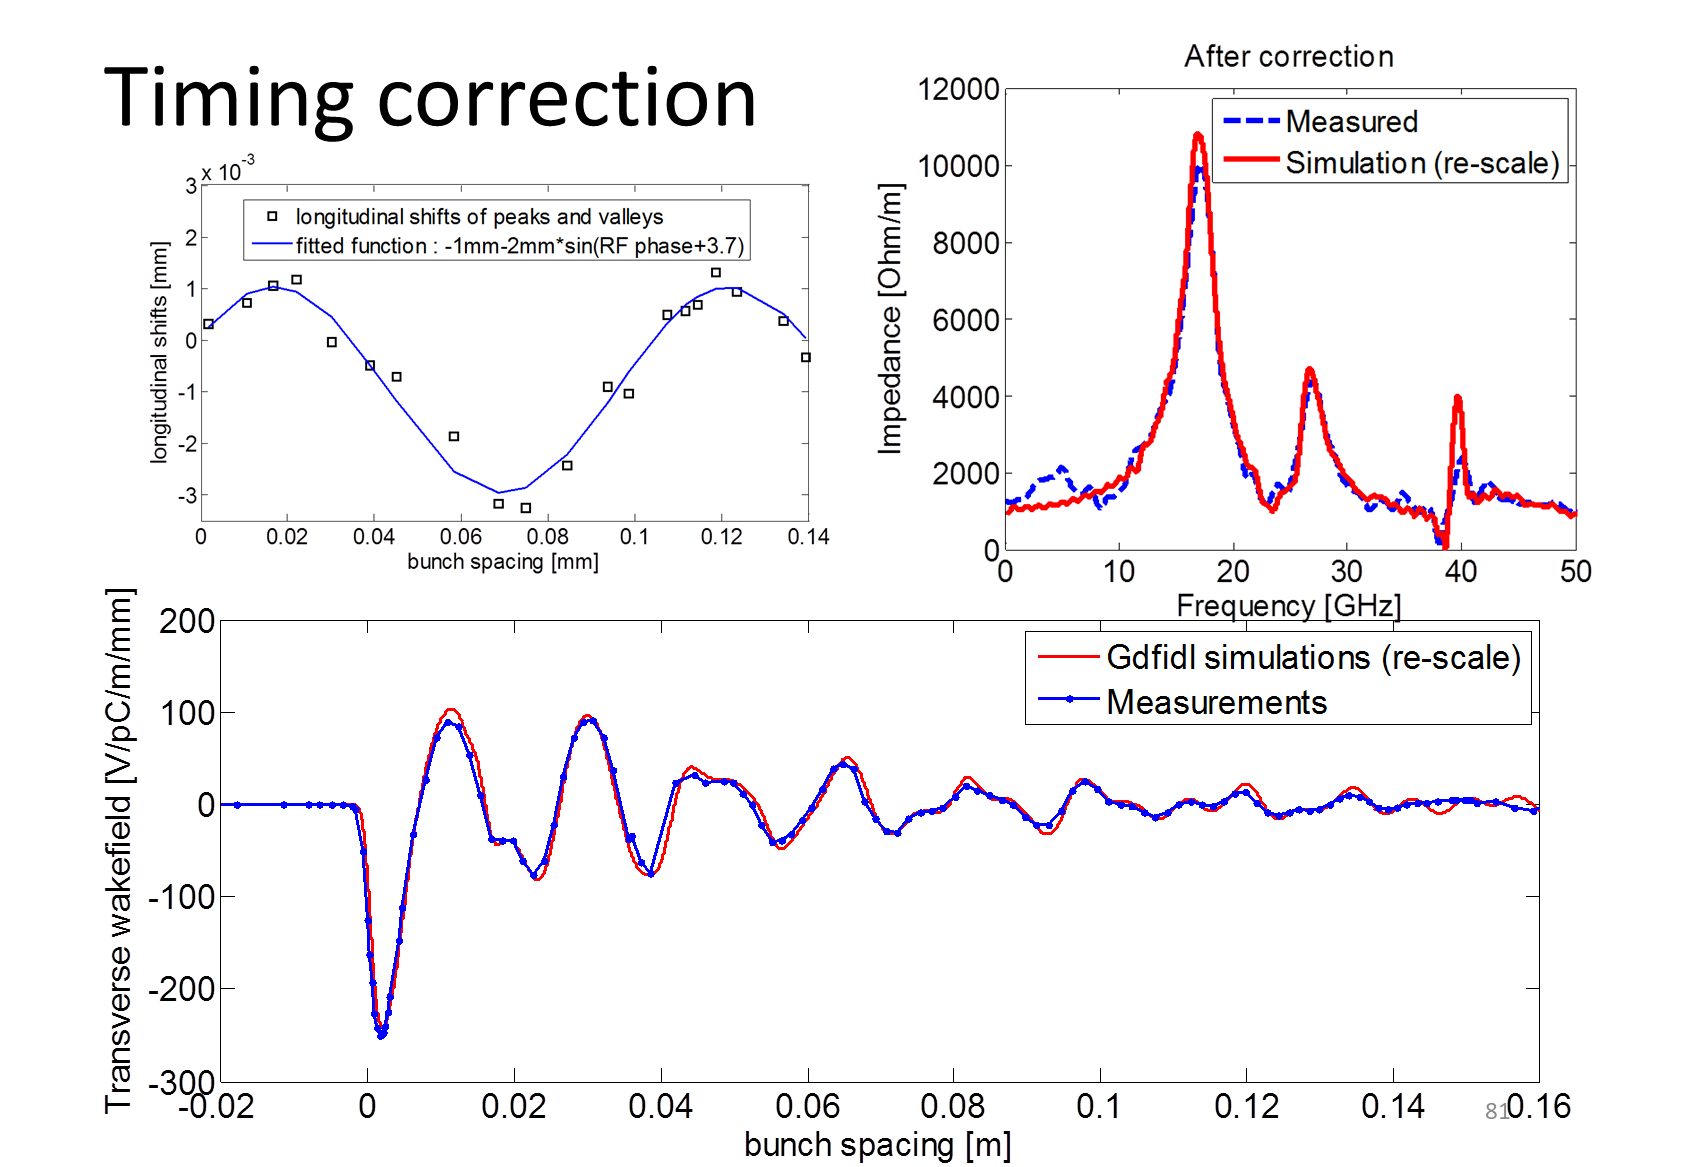 Timing correction
x 10^-3
3
2
1
0
-1
-2
-3
longitudinal shifts [mm]
longitudinal shifts of peaks and valleys
fitted function : -1mm-2mm*sin(RF phase+3.7)
0 0.02 0.04 0.06 0.08 0.1 0.12 0.14
bunch spacing [mm]
After correction
12000
10000
8000
6000
4000
2000
0
Impedance [Ohm/m]
Measured
Simulation (re-scale)
0 10 20 30 40 50
Frequency [GHz]
200
100
0
-100
-200
-300
Transverse wakefield [V/pC/m/mm]
Gdfidl simulations (re-scale)
Measurements
-0.02 0 0.02 0.04 0.06 0.08 0.1 0.12 0.14 0.16
81
bunch spacing [m]